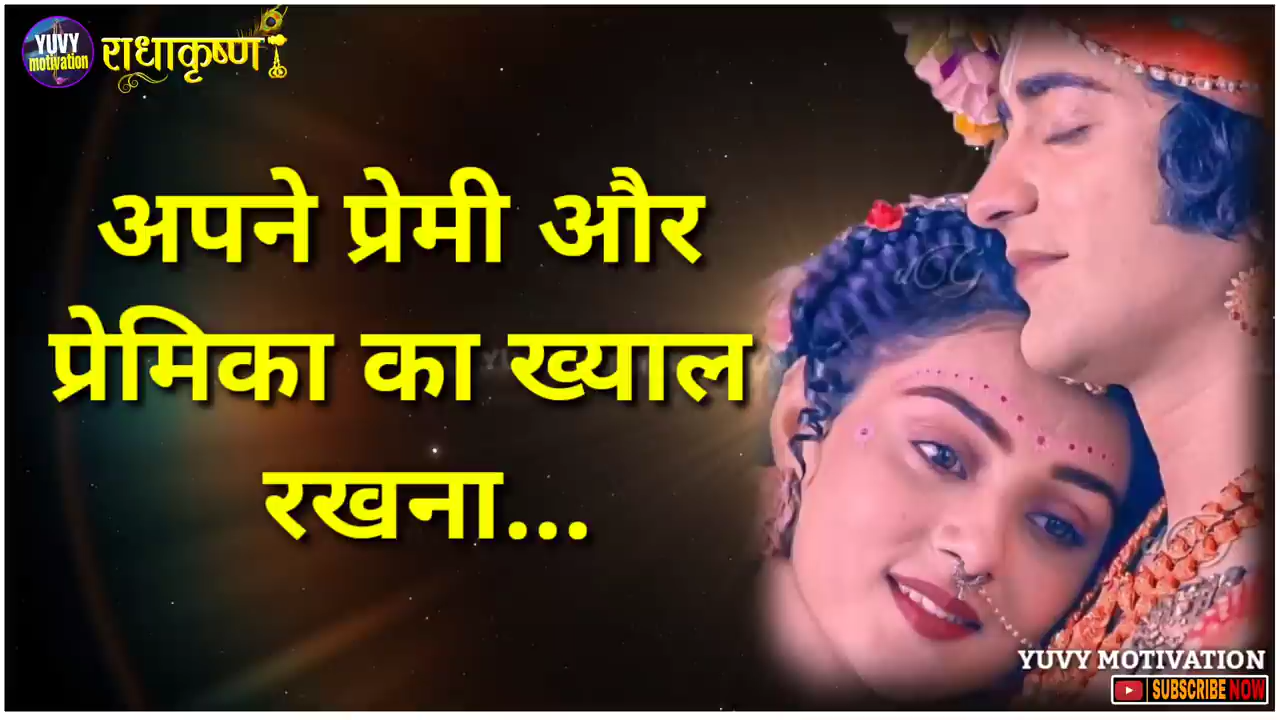 YUVY
motivation
राधाकृष्ण
अपने प्रेमी और
प्रेमिका का ख्याल
रखना...
YUVY MOTIVATION
SUBSCRIBE NOW